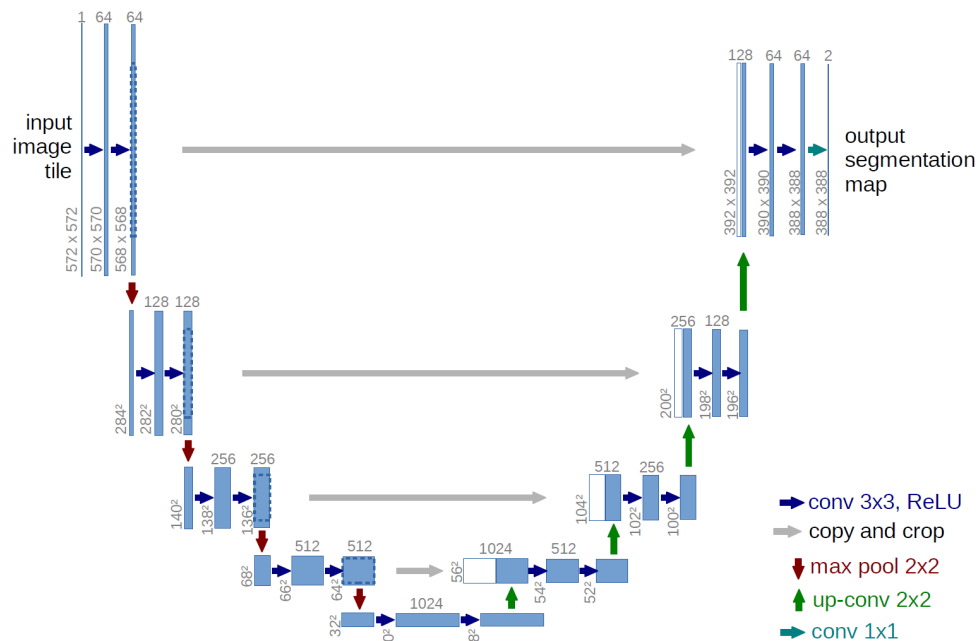 1 64 64
input
image
tile
572 x 572
570 x 570
568 x 568
128 64 64 2
392 x 392
390 x 390
388 x 388
388 x 388
output
segmentation
map
128 128
284²
282²
280²
256 128
200²
198²
196²
256 256
140²
138²
136²
512 256
104²
102²
100²
512 512
68²
66²
64²
1024 512
56²
54²
52²
1024
32²
conv 3x3, ReLU
copy and crop
max pool 2x2
up-conv 2x2
conv 1x1